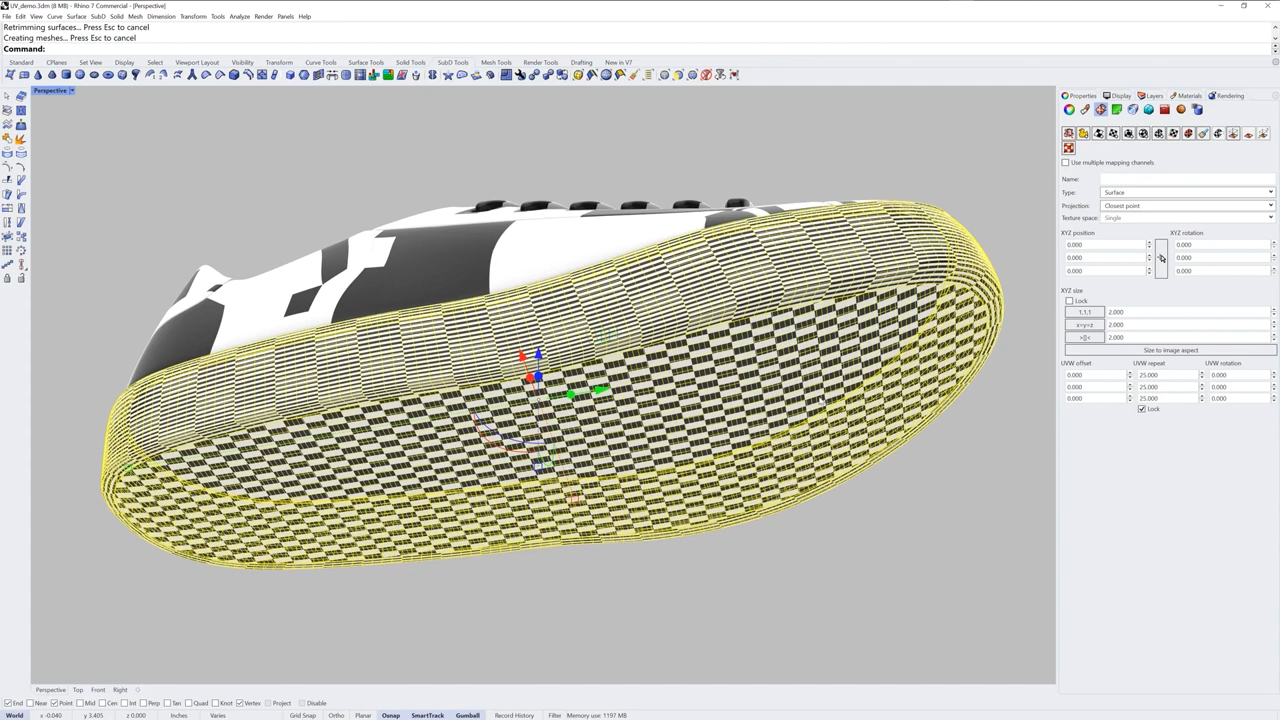 UV_demo.3dm (8 MB) - Rhino 7 Commercial - [Perspective]
File Edit View Curve Surface SubD Solid Mesh Dimension Transform Tools Analyze Render Panels Help
Retrimming surfaces... Press Esc to cancel
Creating meshes... Press Esc to cancel
Command:
Standard CPlanes Set View Display Select Viewport Layout Visibility Transform Curve Tools Surface Tools Solid Tools SubD Tools Mesh Tools Render Tools Drafting New in V7
Perspective
Properties Display Layers Materials Rendering
Use multiple mapping channels
Name:
Type: Surface
Projection: Closest point
Texture space: Single
XYZ position XYZ rotation
0.000 0.000
0.000 0.000
0.000 0.000
XYZ size
Lock
1,1,1 2.000
x=y=z 2.000
>[]< 2.000
Size to image aspect
UVW offset UVW repeat UVW rotation
0.000 25.000 0.000
0.000 25.000 0.000
0.000 25.000 0.000
Lock
Perspective Top Front Right
End Near Point Mid Cen Int Perp Tan Quad Knot Vertex Project Disable
World x -0.040 y 3.405 z 0.000 Inches Varies Grid Snap Ortho Planar Osnap SmartTrack Gumball Record History Filter Memory use: 1197 MB